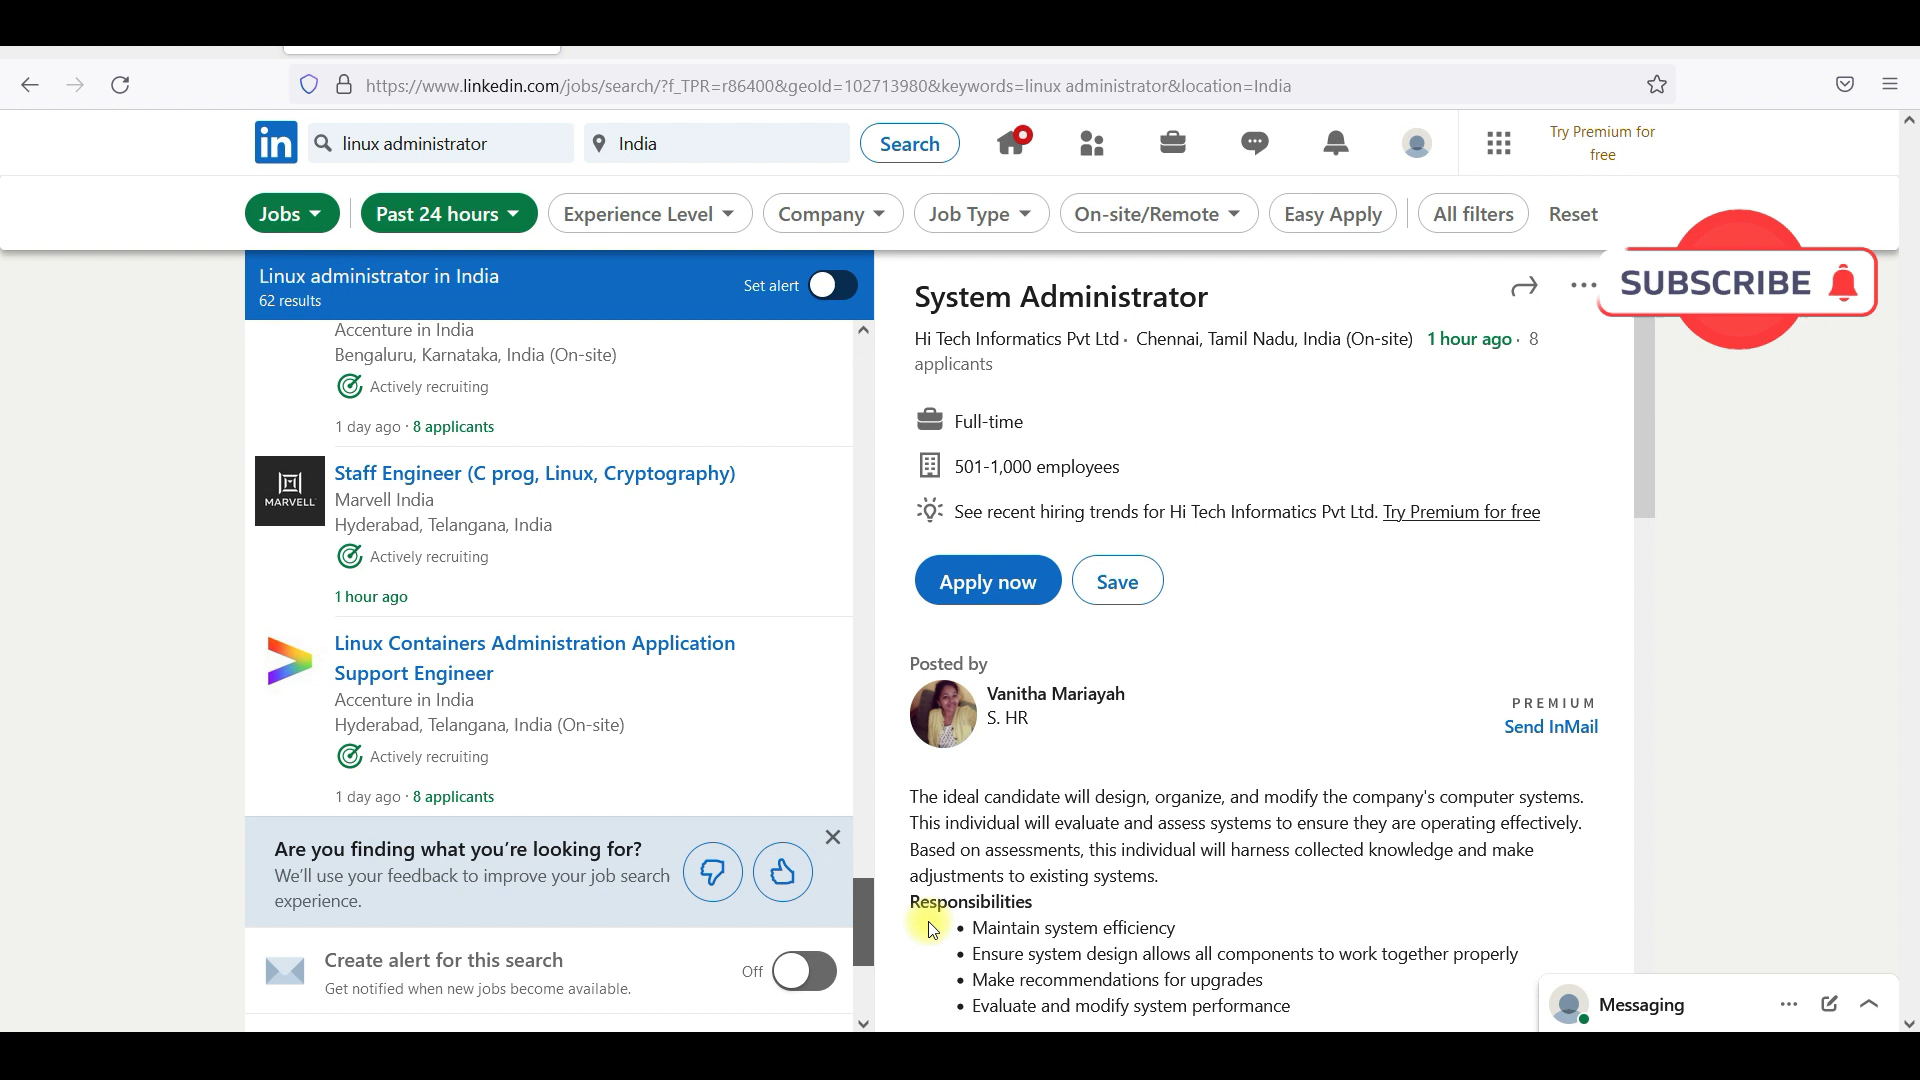 https://www.linkedin.com/jobs/search/?f_TPR=r86400&geoId=102713980&keywords=linux administrator&location=India
in
linux administrator
India
Search
Try Premium for
free
Jobs
Past 24 hours
Experience Level
Company
Job Type
On-site/Remote
Easy Apply
All filters
Reset
SUBSCRIBE
Linux administrator in India
62 results
Set alert
Accenture in India
Bengaluru, Karnataka, India (On-site)
Actively recruiting
1 day ago · 8 applicants
MARVELL
Staff Engineer (C prog, Linux, Cryptography)
Marvell India
Hyderabad, Telangana, India
Actively recruiting
1 hour ago
Linux Containers Administration Application
Support Engineer
Accenture in India
Hyderabad, Telangana, India (On-site)
Actively recruiting
1 day ago · 8 applicants
Are you finding what you're looking for?
We'll use your feedback to improve your job search
experience.
Create alert for this search
Get notified when new jobs become available.
Off
System Administrator
Hi Tech Informatics Pvt Ltd · Chennai, Tamil Nadu, India (On-site) 1 hour ago · 8
applicants
Full-time
501-1,000 employees
See recent hiring trends for Hi Tech Informatics Pvt Ltd. Try Premium for free
Apply now
Save
Posted by
Vanitha Mariayah
S. HR
PREMIUM
Send InMail
The ideal candidate will design, organize, and modify the company's computer systems.
This individual will evaluate and assess systems to ensure they are operating effectively.
Based on assessments, this individual will harness collected knowledge and make
adjustments to existing systems.
Responsibilities
• Maintain system efficiency
• Ensure system design allows all components to work together properly
• Make recommendations for upgrades
• Evaluate and modify system performance
Messaging